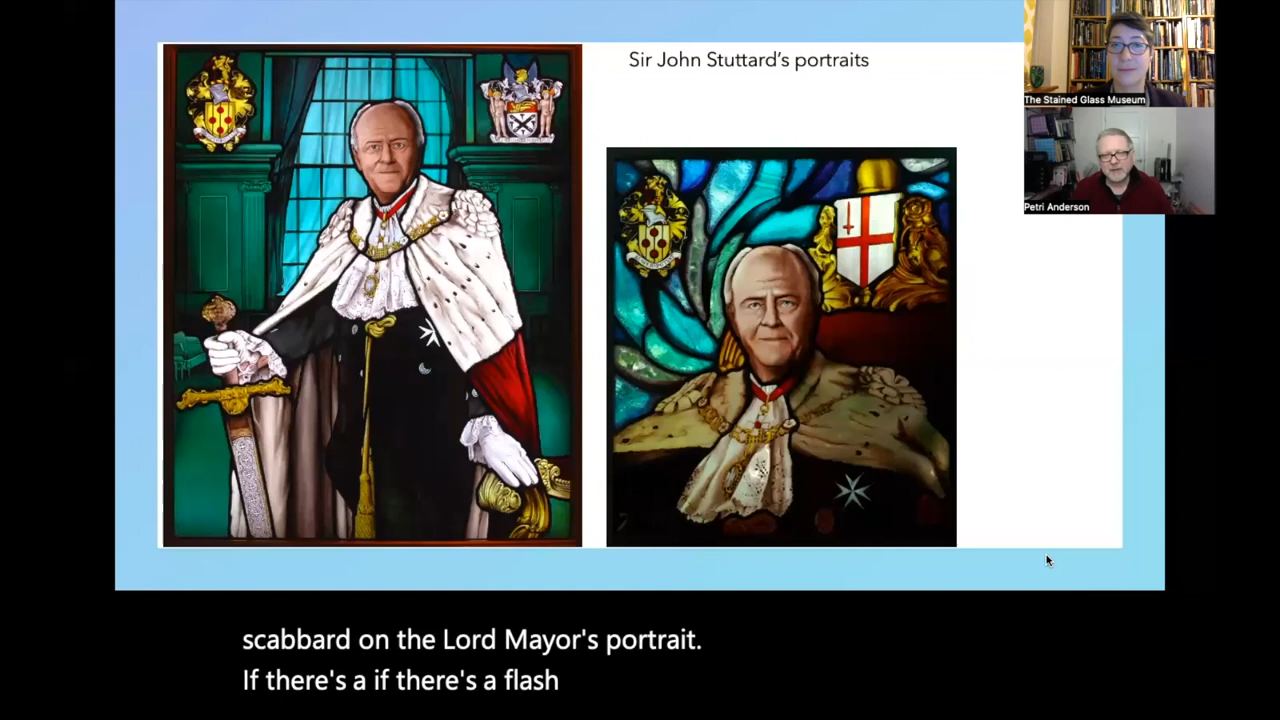 Sir John Stuttard's portraits
The Stained Glass Museum
Petri Anderson
scabbard on the Lord Mayor's portrait.
If there's a if there's a flash